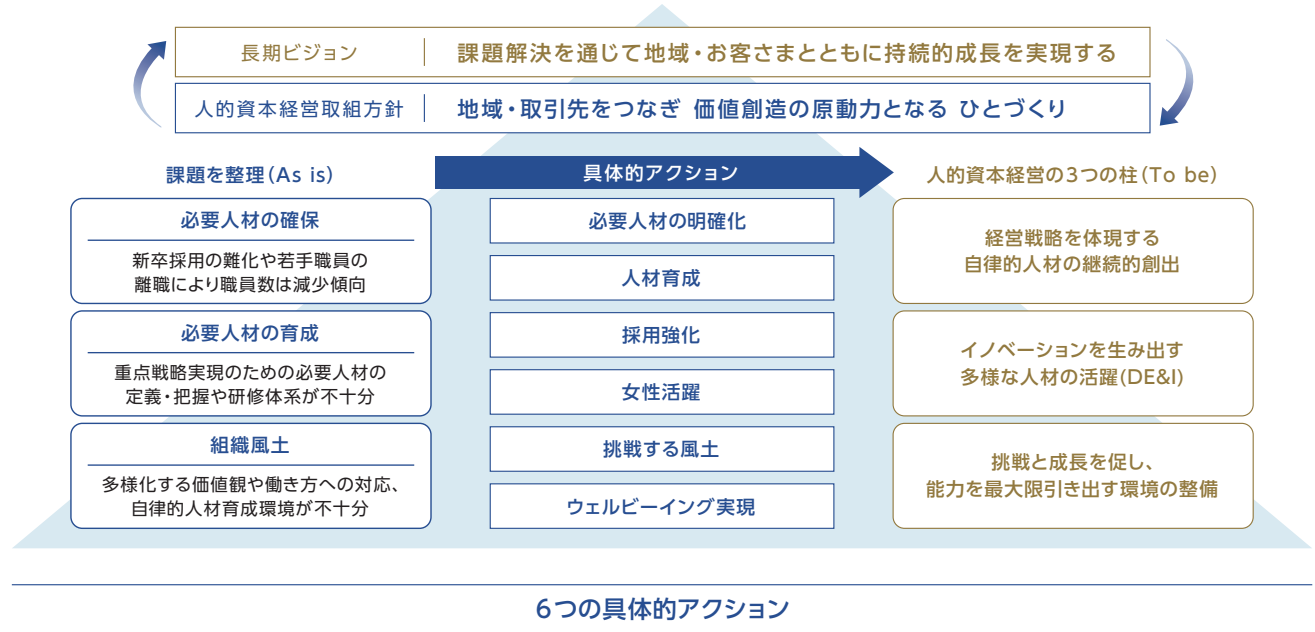 長期ビジョン
課題解決を通じて地域・お客さまとともに持続的成長を実現する
人的資本経営取組方針
地域・取引先をつなぎ 価値創造の原動力となる ひとづくり
課題を整理(As is)
必要人材の確保
新卒採用の難化や若手職員の
離職により職員数は減少傾向
必要人材の育成
重点戦略実現のための必要人材の
定義・把握や研修体系が不十分
組織風土
多様化する価値観や働き方への対応、
自律的人材育成環境が不十分
具体的アクション
必要人材の明確化
人材育成
採用強化
女性活躍
挑戦する風土
ウェルビーイング実現
人的資本経営の3つの柱(To be)
経営戦略を体現する
自律的人材の継続的創出
イノベーションを生み出す
多様な人材の活躍(DE&I)
挑戦と成長を促し、
能力を最大限引き出す環境の整備
6つの具体的アクション